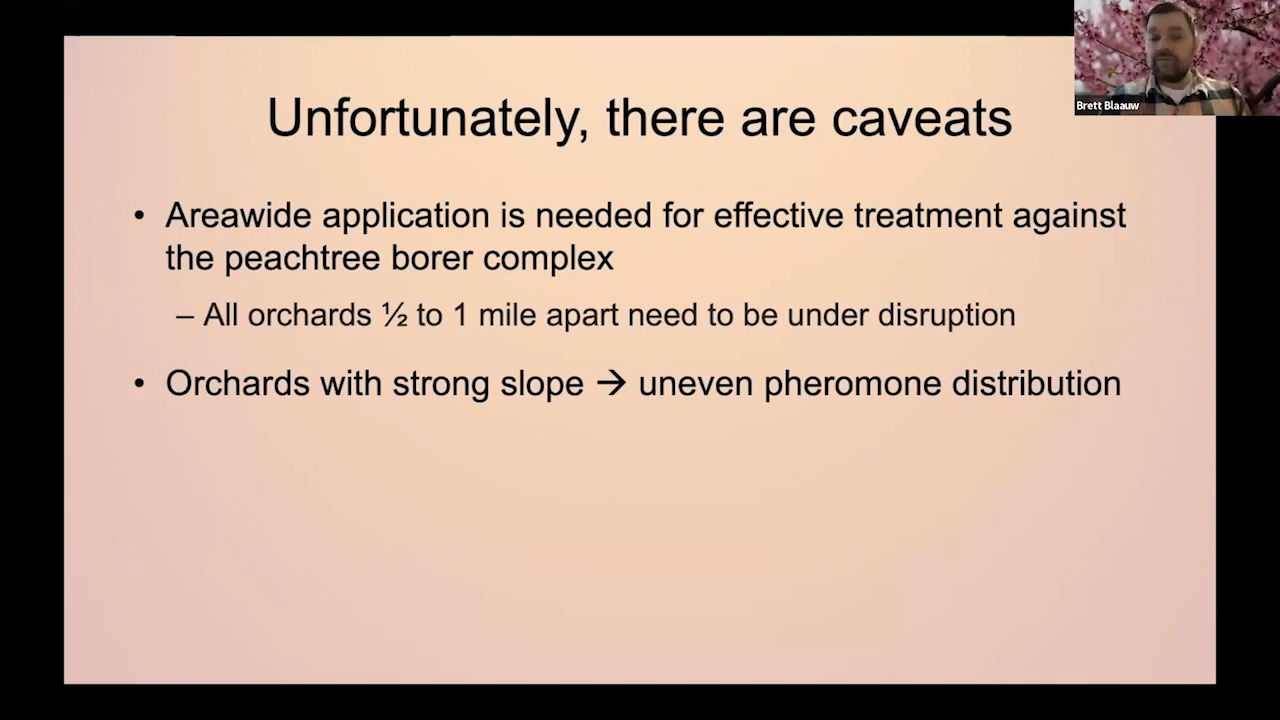 Unfortunately, there are caveats
Brett Blaauw
• Areawide application is needed for effective treatment against
the peachtree borer complex
– All orchards ½ to 1 mile apart need to be under disruption
• Orchards with strong slope → uneven pheromone distribution